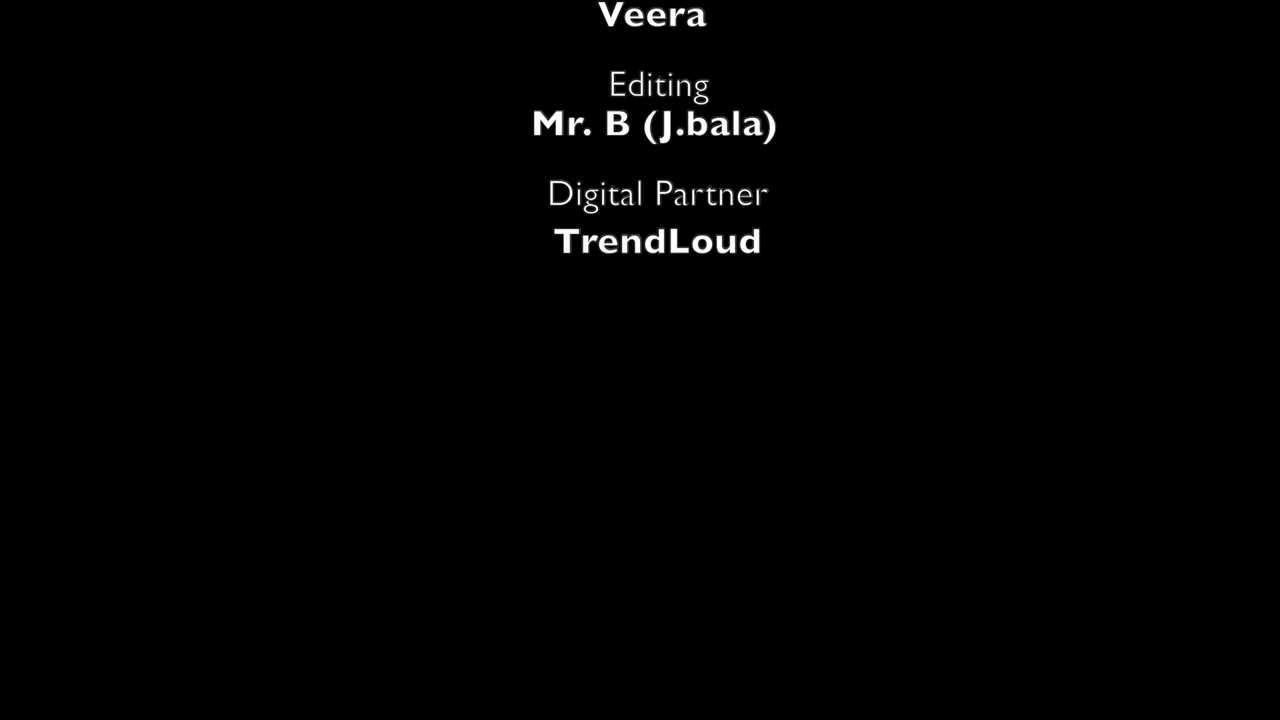 Veera
Editing
Mr. B (J.bala)
Digital Partner
TrendLoud